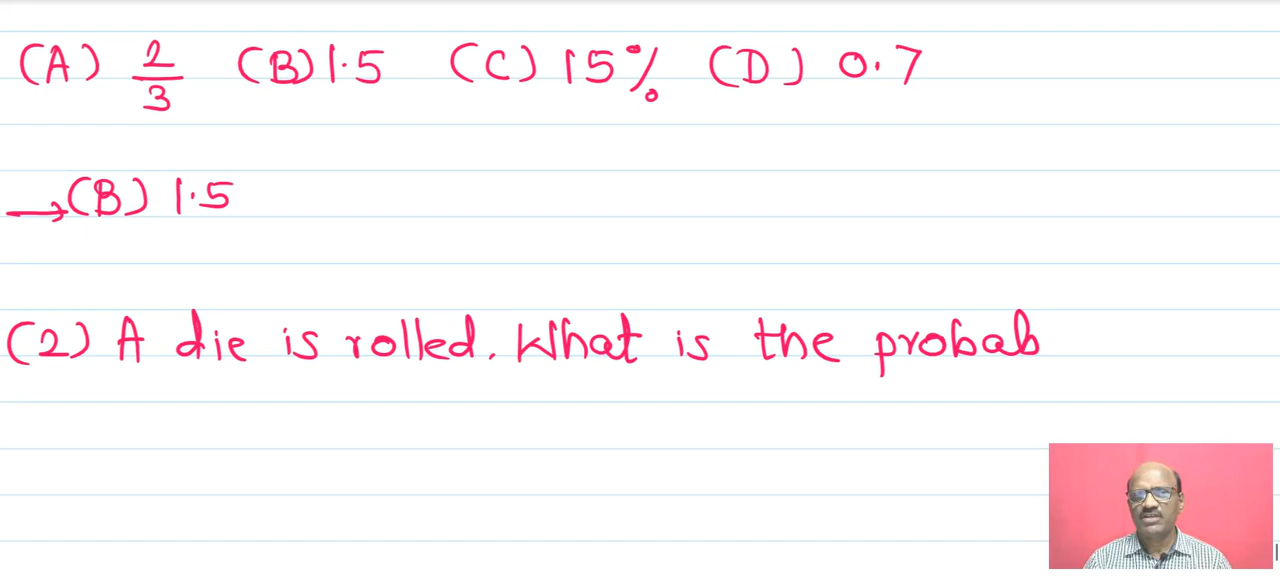 (A) 2/3 (B) 1.5 (C) 15% (D) 0.7
→(B) 1.5
(2) A die is rolled. What is the probab